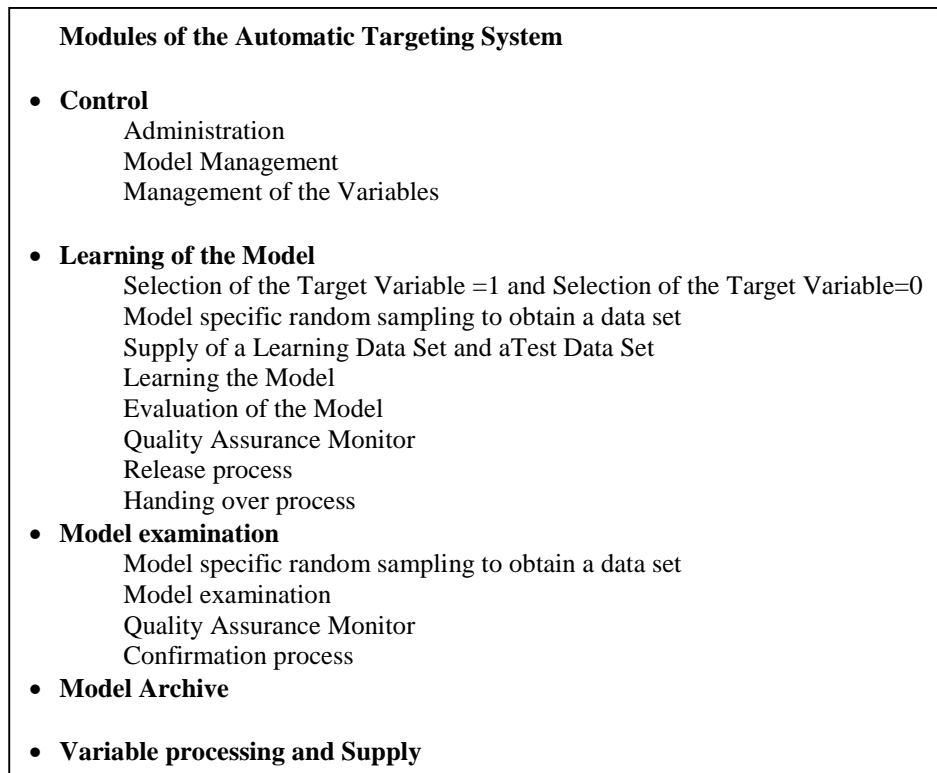 Modules of the Automatic Targeting System
• Control
Administration
Model Management
Management of the Variables
• Learning of the Model
Selection of the Target Variable =1 and Selection of the Target Variable=0
Model specific random sampling to obtain a data set
Supply of a Learning Data Set and aTest Data Set
Learning the Model
Evaluation of the Model
Quality Assurance Monitor
Release process
Handing over process
• Model examination
Model specific random sampling to obtain a data set
Model examination
Quality Assurance Monitor
Confirmation process
• Model Archive
• Variable processing and Supply